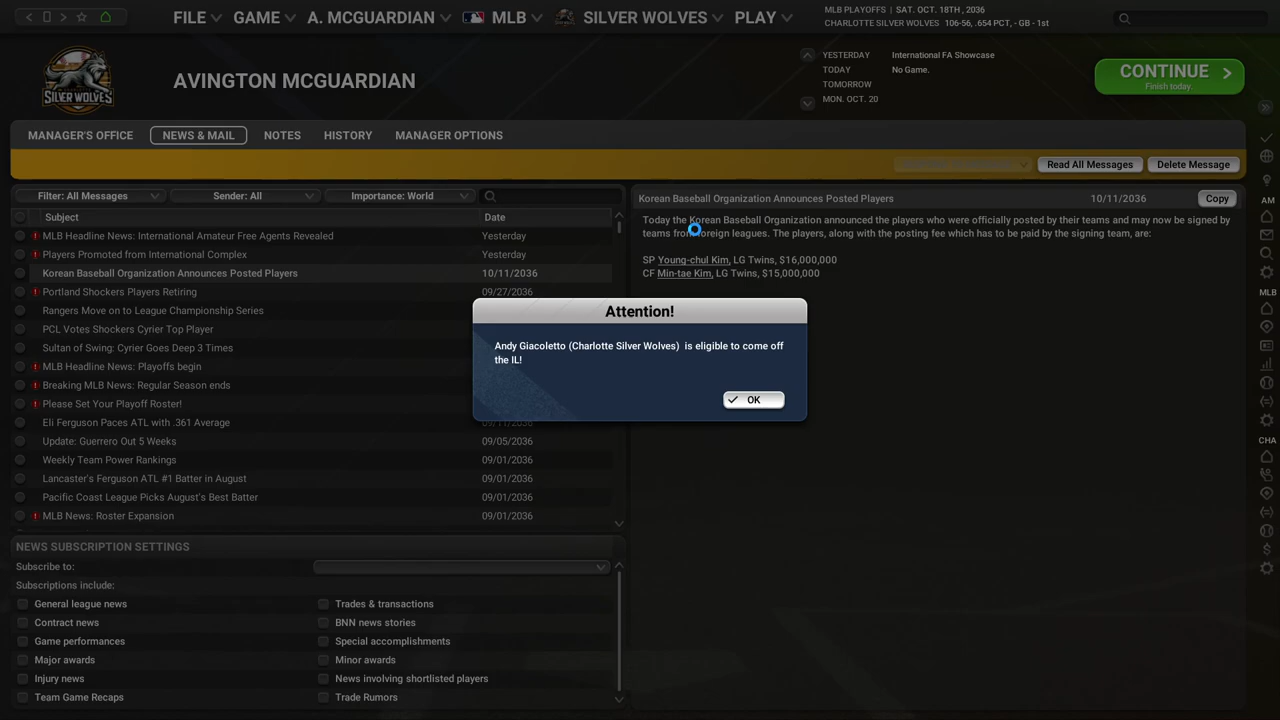 FILE GAME A. MCGUARDIAN MLB SILVER WOLVES PLAY
MLB PLAYOFFS | SAT. OCT. 18TH , 2036
CHARLOTTE SILVER WOLVES 106-56, .654 PCT, - GB - 1st
SILVER WOLVES
AVINGTON MCGUARDIAN
YESTERDAY International FA Showcase
TODAY No Game.
TOMORROW
MON. OCT. 20
CONTINUE
Finish today.
MANAGER'S OFFICE NEWS & MAIL NOTES HISTORY MANAGER OPTIONS
Read All Messages Delete Message
Filter: All Messages Sender: All Importance: World
Subject Date
MLB Headline News: International Amateur Free Agents Revealed Yesterday
Players Promoted from International Complex Yesterday
Korean Baseball Organization Announces Posted Players 10/11/2036
Portland Shockers Players Retiring 09/27/2036
Rangers Move on to League Championship Series
PCL Votes Shockers Cyrier Top Player
Sultan of Swing: Cyrier Goes Deep 3 Times
MLB Headline News: Playoffs begin
Breaking MLB News: Regular Season ends
Please Set Your Playoff Roster!
Eli Ferguson Paces ATL with .361 Average
Update: Guerrero Out 5 Weeks 09/05/2036
Weekly Team Power Rankings 09/01/2036
Lancaster's Ferguson ATL #1 Batter in August 09/01/2036
Pacific Coast League Picks August's Best Batter 09/01/2036
MLB News: Roster Expansion 09/01/2036
Korean Baseball Organization Announces Posted Players 10/11/2036 Copy
Today the Korean Baseball Organization announced the players who were officially posted by their teams and may now be signed by
teams from foreign leagues. The players, along with the posting fee which has to be paid by the signing team, are:
SP Young-chul Kim, LG Twins, $16,000,000
CF Min-tae Kim, LG Twins, $15,000,000
Attention!
Andy Giacoletto (Charlotte Silver Wolves) is eligible to come off
the IL!
OK
NEWS SUBSCRIPTION SETTINGS
Subscribe to:
Subscriptions include:
General league news Trades & transactions
Contract news BNN news stories
Game performances Special accomplishments
Major awards Minor awards
Injury news News involving shortlisted players
Team Game Recaps Trade Rumors
AM
MLB
CHA